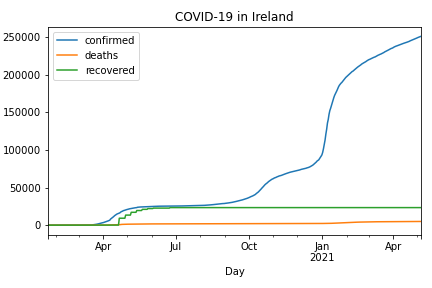 COVID-19 in Ireland
confirmed
deaths
recovered
250000
200000
150000
100000
50000
0
Apr Jul Oct Jan Apr
2021
Day